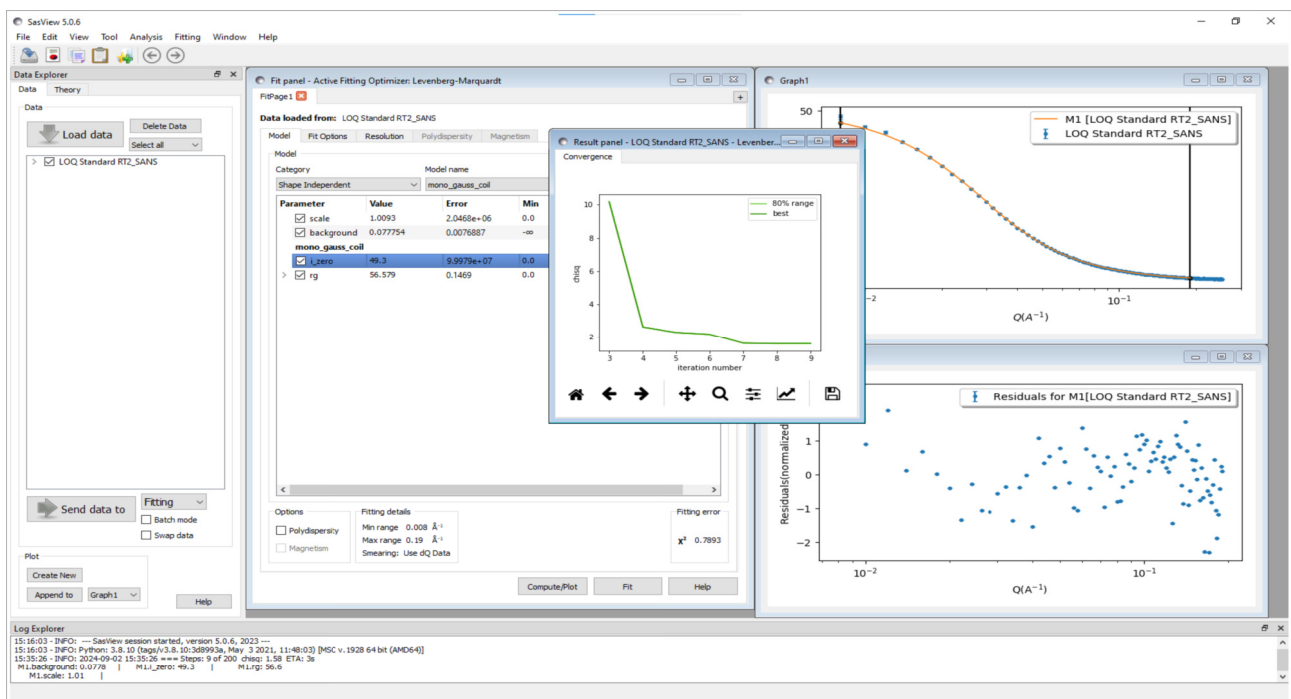 SasView 5.0.6
File Edit View Tool Analysis Fitting Window Help
Data Explorer
Data Theory
Data
Load data
Delete Data
Select all
LOQ Standard RT2_SANS
Send data to
Fitting
Batch mode
Swap data
Plot
Create New
Append to Graph1
Help
Fit panel - Active Fitting Optimizer: Levenberg-Marquardt
FitPage1
Data loaded from: LOQ Standard RT2_SANS
Model Fit Options Resolution Polydispersity Magnetism
Model
Category Model name
Shape Independent mono_gauss_coil
Parameter Value Error Min
scale 1.0093 2.0468e+06 0.0
background 0.077754 0.0076887 -∞
mono_gauss_coil
i_zero 49.3 9.9979e+07 0.0
rg 56.579 0.1469 0.0
Options
Polydispersity
Magnetism
Fitting details
Min range 0.008 Å⁻¹
Max range 0.19 Å⁻¹
Smearing: Use dQ Data
Fitting error
χ² 0.7893
Compute/Plot Fit Help
Result panel - LOQ Standard RT2_SANS - Levenber...
Convergence
80% range
best
10
8
6
4
2
chisq
3 4 5 6 7 8 9
iteration number
Graph1
50
M1 [LOQ Standard RT2_SANS]
LOQ Standard RT2_SANS
10⁻¹
Q(A⁻¹)
Residuals for M1[LOQ Standard RT2_SANS]
Residuals(normalized
1
0
−1
−2
10⁻² 10⁻¹
Q(A⁻¹)
Log Explorer
15:16:03 - INFO: --- SasView session started, version 5.0.6, 2023 ---
15:16:03 - INFO: Python: 3.8.10 (tags/v3.8.10:3d8993a, May 3 2021, 11:48:03) [MSC v.1928 64 bit (AMD64)]
15:35:26 - INFO: 2024-09-02 15:35:26 === Steps: 9 of 200 chisq: 1.58 ETA: 3s
M1.background: 0.0778 | M1.i_zero: 49.3 | M1.rg: 56.6
M1.scale: 1.01 |